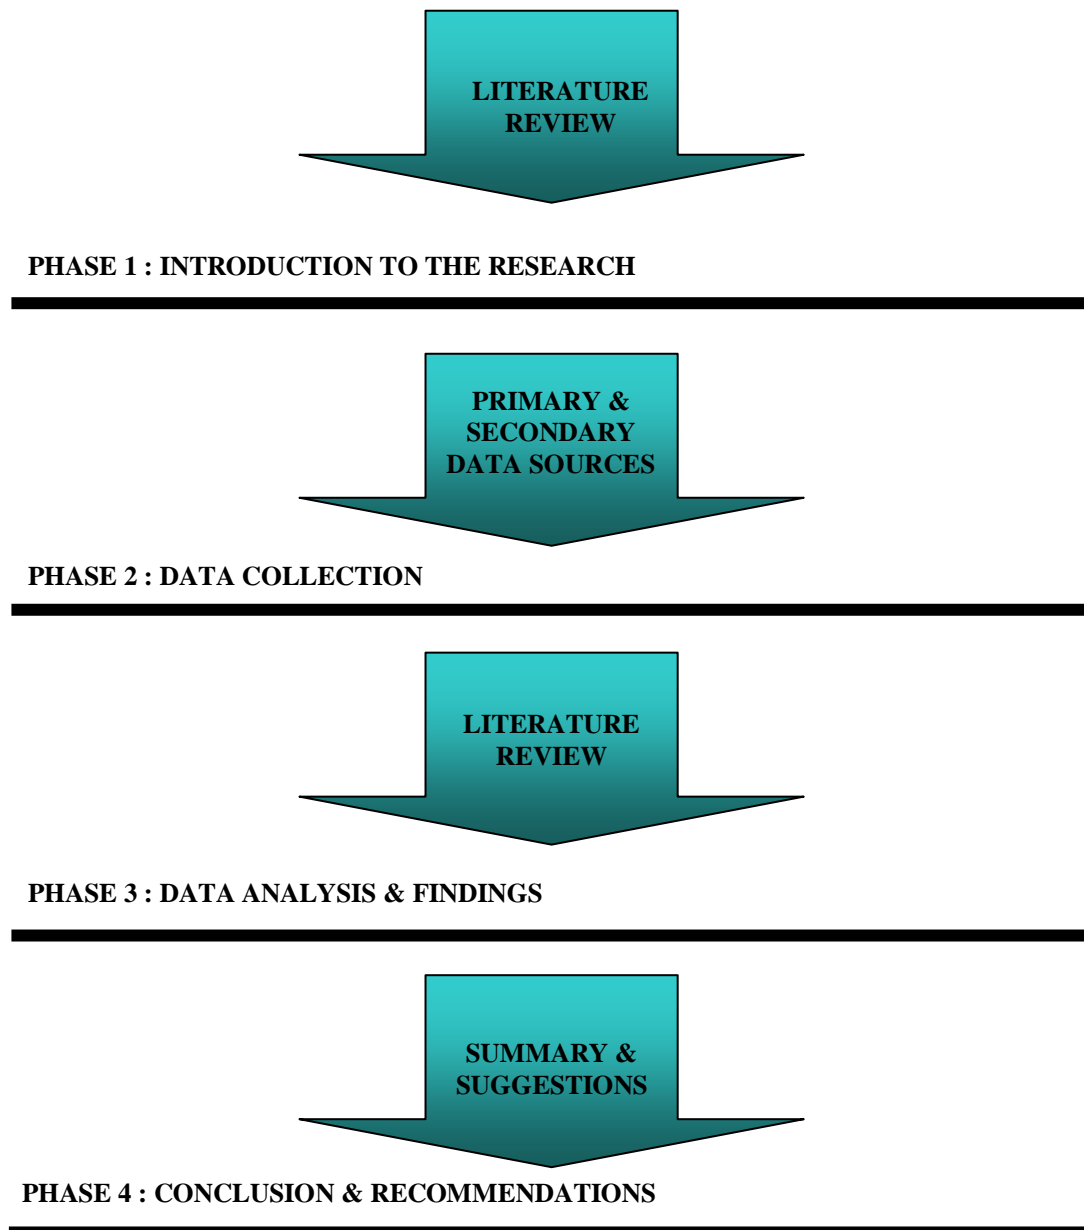 LITERATURE
REVIEW
PHASE 1 : INTRODUCTION TO THE RESEARCH
PRIMARY &
SECONDARY
DATA SOURCES
PHASE 2 : DATA COLLECTION
LITERATURE
REVIEW
PHASE 3 : DATA ANALYSIS & FINDINGS
SUMMARY &
SUGGESTIONS
PHASE 4 : CONCLUSION & RECOMMENDATIONS